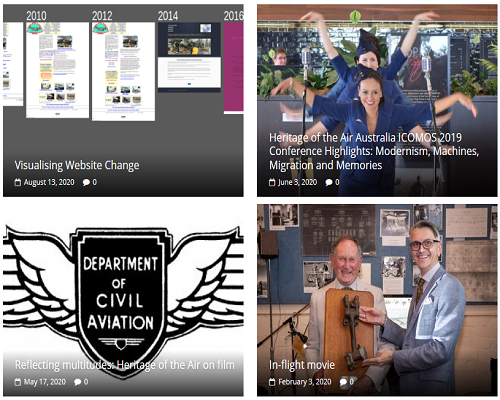 2010
2012
2014
2016
Visualising Website Change
August 13, 2020 0
Heritage of the Air Australia ICOMOS 2019
Conference Highlights: Modernism, Machines,
Migration and Memories
June 3, 2020 0
DEPARTMENT
OF
CIVIL
AVIATION
Reflecting multitudes: Heritage of the Air on film
May 17, 2020 0
In-flight movie
February 3, 2020 0